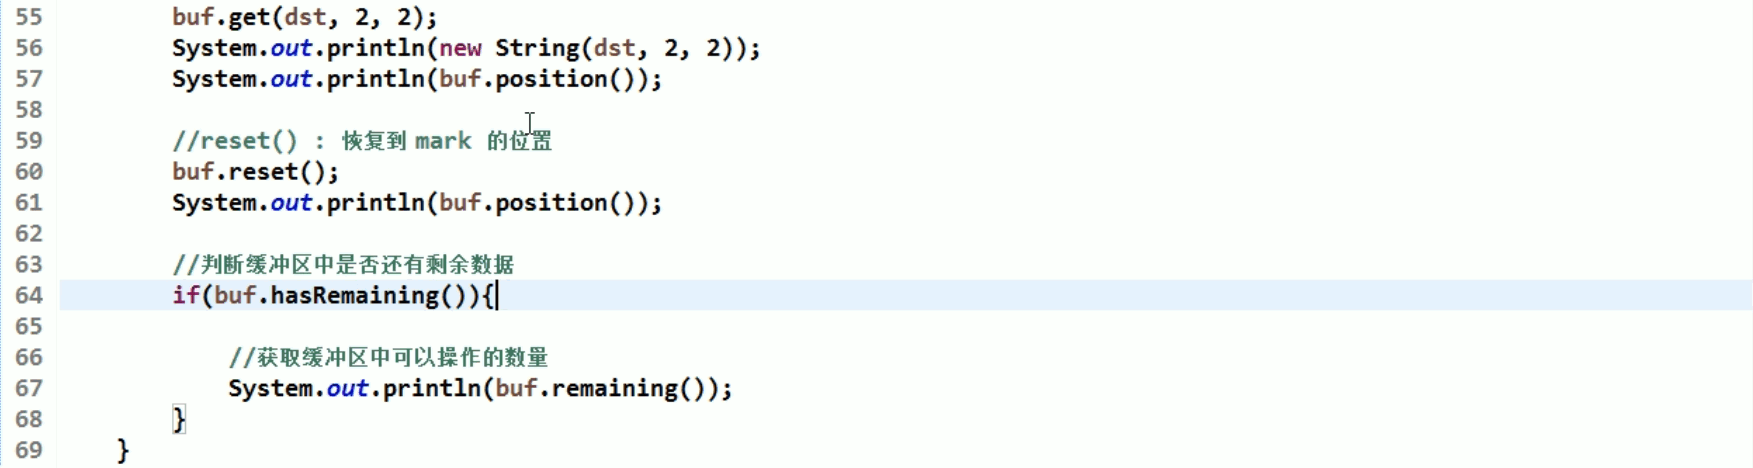 55 buf.get(dst, 2, 2);
56 System.out.println(new String(dst, 2, 2));
57 System.out.println(buf.position());
58
59 //reset() : 恢复到 mark 的位置
60 buf.reset();
61 System.out.println(buf.position());
62
63 //判断缓冲区中是否还有剩余数据
64 if(buf.hasRemaining()){
65
66 //获取缓冲区中可以操作的数量
67 System.out.println(buf.remaining());
68 }
69 }